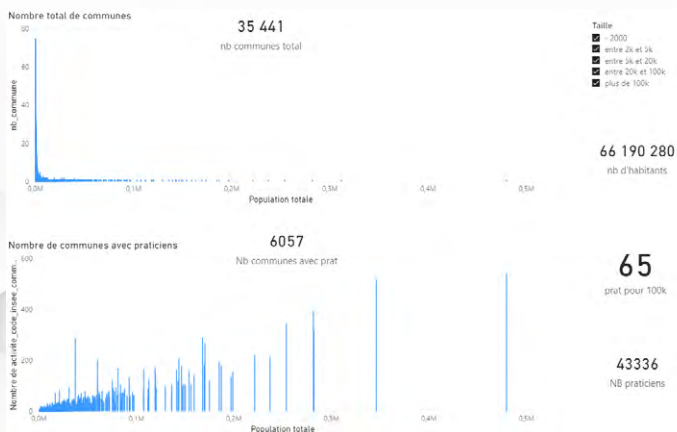 Nombre total de communes
35 441
nb communes total
Taille
- 2000
entre 2k et 5k
entre 5k et 20k
entre 20k et 100k
plus de 100k
nb_commune
80
60
40
20
0
0,0M 0,1M 0,2M 0,3M 0,4M 0,5M
Population totale
66 190 280
nb d'habitants
Nombre de communes avec praticiens
6057
Nb communes avec prat
Nombre de activite_code_insee_comm...
600
400
200
0
0,0M 0,1M 0,2M 0,3M 0,4M 0,5M
Population totale
65
prat pour 100k
43336
NB praticiens